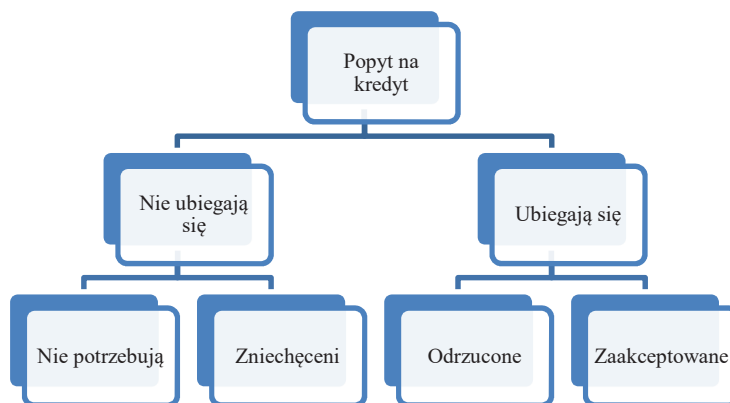 Popyt na
kredyt
Nie ubiegają
się
Ubiegają się
Nie potrzebują
Zniechęceni
Odrzucone
Zaakceptowane